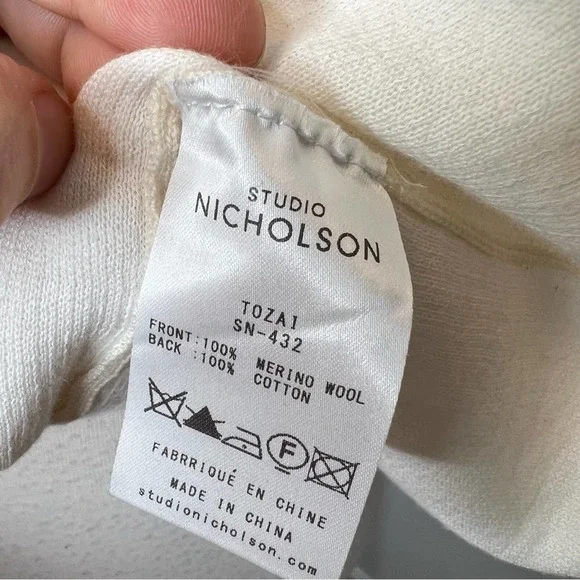 STUDIO
NICHOLSON
TOZAI
SN-432
FRONT:100% MERINO WOOL
BACK :100% COTTON
F
FABRRIQUÉ EN CHINE
MADE IN CHINA
studionicholson.com